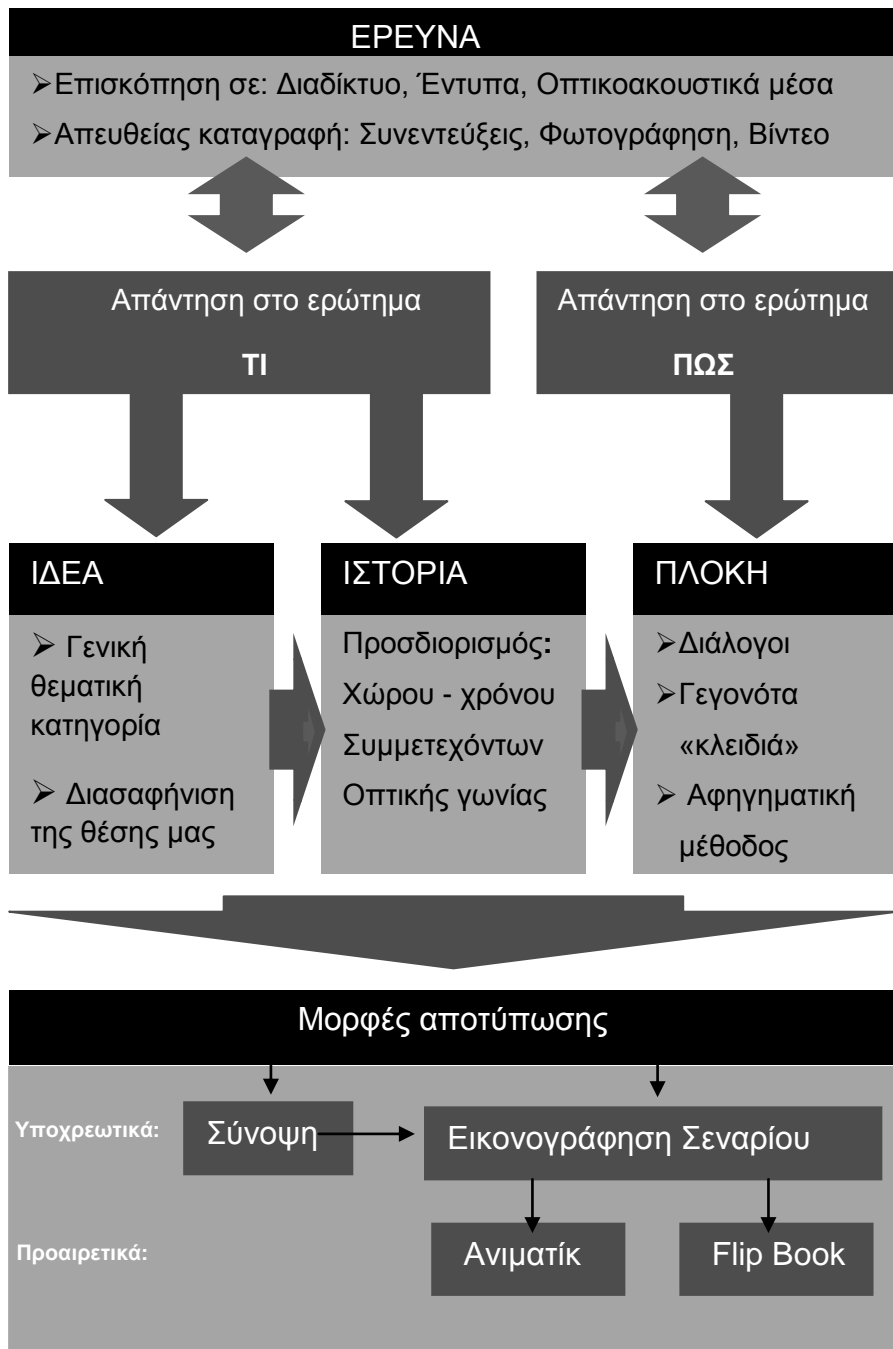 ΕΡΕΥΝΑ
➢Επισκόπηση σε: Διαδίκτυο, Έντυπα, Οπτικοακουστικά μέσα
➢Απευθείας καταγραφή: Συνεντεύξεις, Φωτογράφηση, Βίντεο
Απάντηση στο ερώτημα
ΤΙ
Απάντηση στο ερώτημα
ΠΩΣ
ΙΔΕΑ
➢ Γενική
θεματική
κατηγορία
➢ Διασαφήνιση
της θέσης μας
ΙΣΤΟΡΙΑ
Προσδιορισμός:
Χώρου - χρόνου
Συμμετεχόντων
Οπτικής γωνίας
ΠΛΟΚΗ
➢Διάλογοι
➢Γεγονότα
«κλειδιά»
➢ Αφηγηματική
μέθοδος
Μορφές αποτύπωσης
Υποχρεωτικά:
Σύνοψη
Εικονογράφηση Σεναρίου
Προαιρετικά:
Ανιματίκ
Flip Book